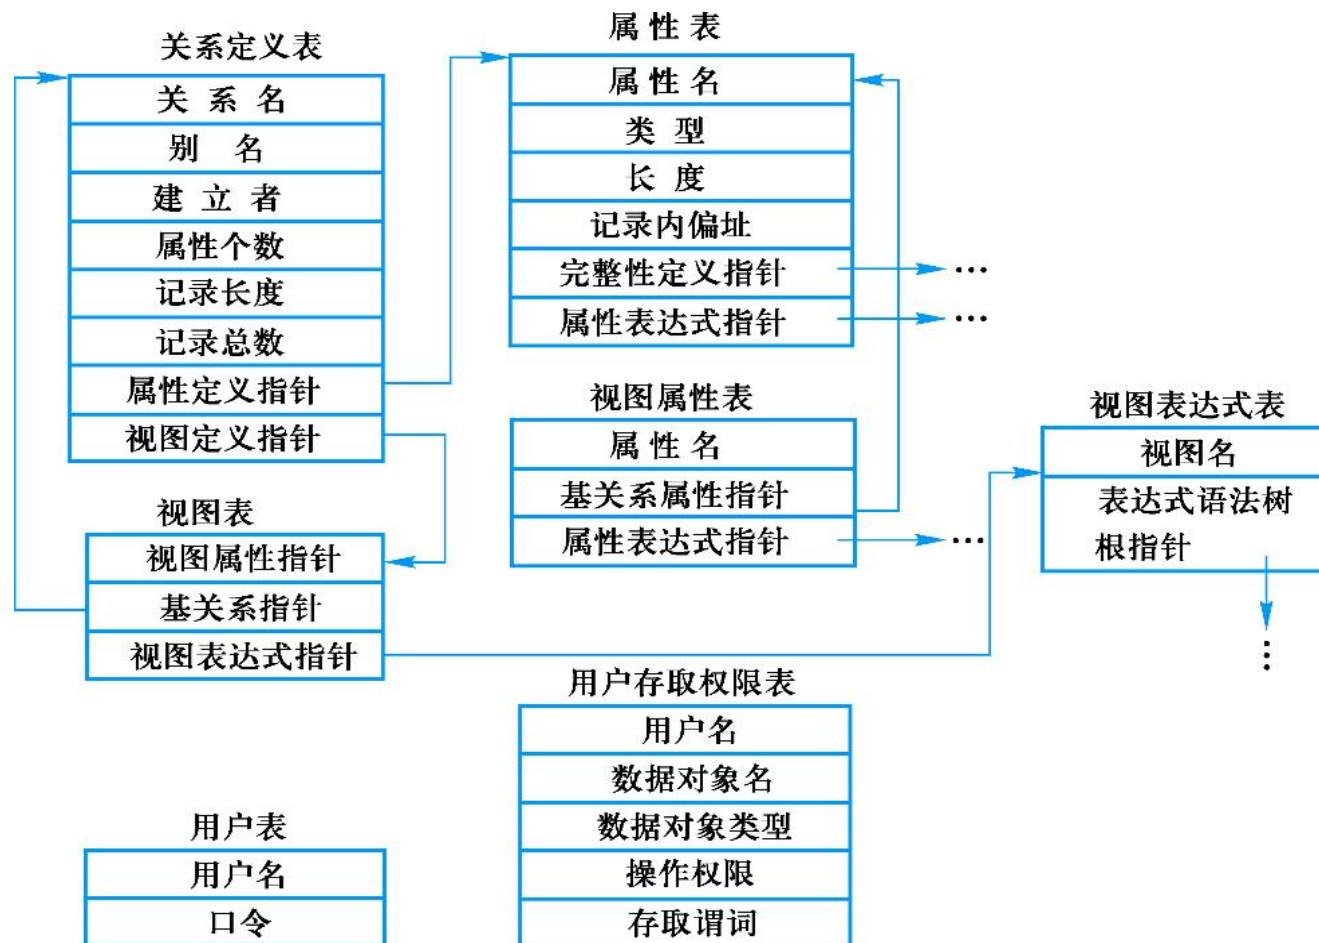 关系定义表
关系名
别名
建立者
属性个数
记录长度
记录总数
属性定义指针
视图定义指针
属性表
属性名
类型
长度
记录内偏址
完整性定义指针
…
属性表达式指针
…
视图属性表
属性名
基关系属性指针
属性表达式指针
…
视图表达式表
视图名
表达式语法树
根指针
⋮
视图表
视图属性指针
基关系指针
视图表达式指针
用户存取权限表
用户名
数据对象名
数据对象类型
操作权限
存取谓词
用户表
用户名
口令